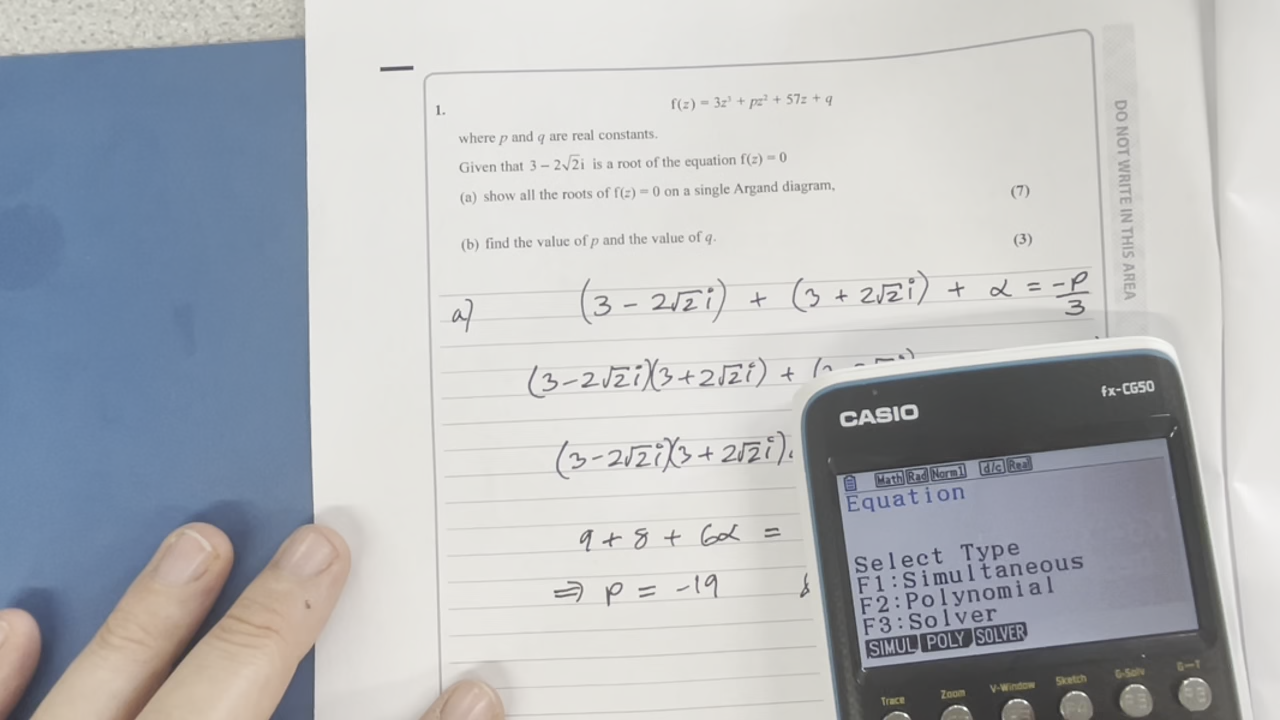 1.
f(z) = 3z³ + pz² + 57z + q
where p and q are real constants.
Given that 3 – 2√2i is a root of the equation f(z) = 0
(a) show all the roots of f(z) = 0 on a single Argand diagram,
(7)
(b) find the value of p and the value of q.
(3)
a) (3 - 2√2i) + (3 + 2√2i) + α = -p/3
(3-2√2i)(3+2√2i) +
(3-2√2i)(3+2√2i).
9 + 8 + 6α =
⇒ p = -19
DO NOT WRITE IN THIS AREA
CASIO
fx-CG50
Math Rad Norm1 d/c Real
Equation
Select Type
F1:Simultaneous
F2:Polynomial
F3:Solver
SIMUL POLY SOLVER
Trace Zoom V-Window Sketch G-Solv G↔T